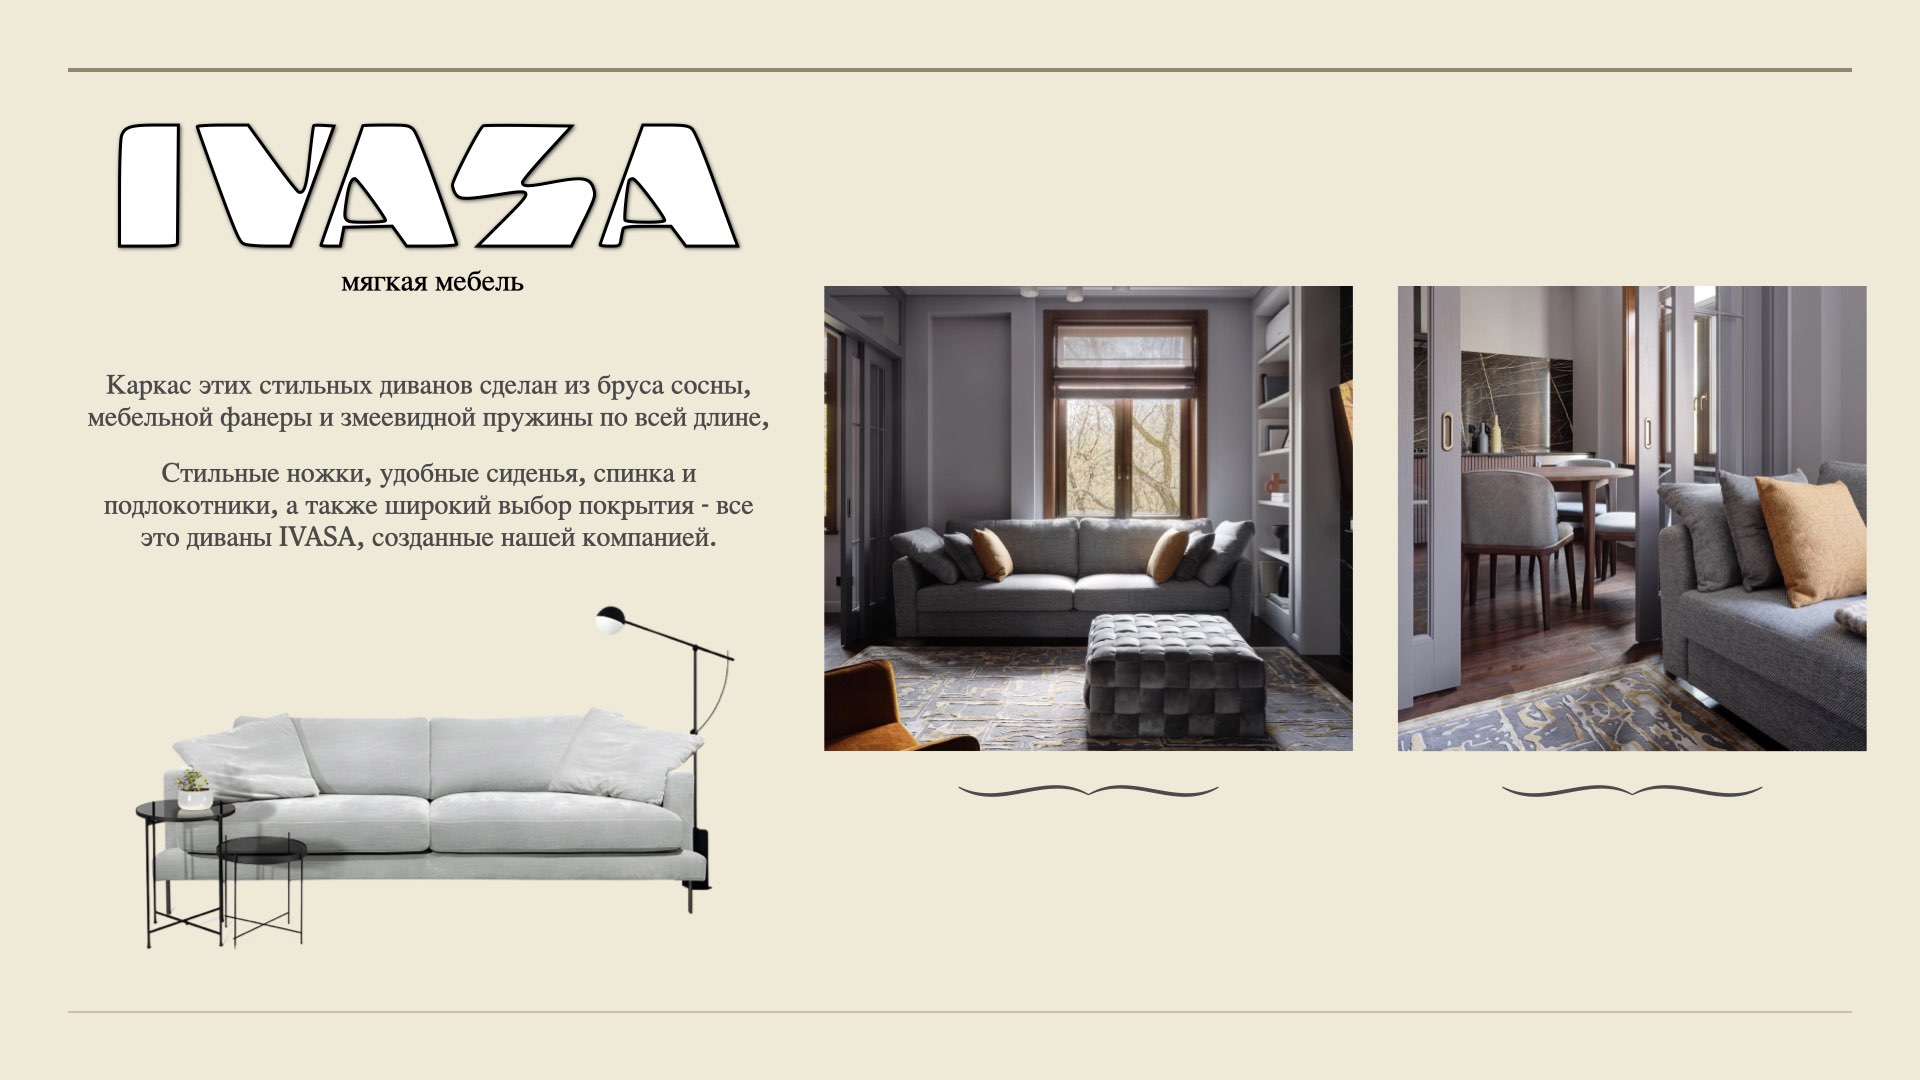 IVASA
мягкая мебель
Каркас этих стильных диванов сделан из бруса сосны,
мебельной фанеры и змеевидной пружины по всей длине,
Стильные ножки, удобные сиденья, спинка и
подлокотники, а также широкий выбор покрытия - все
это диваны IVASA, созданные нашей компанией.